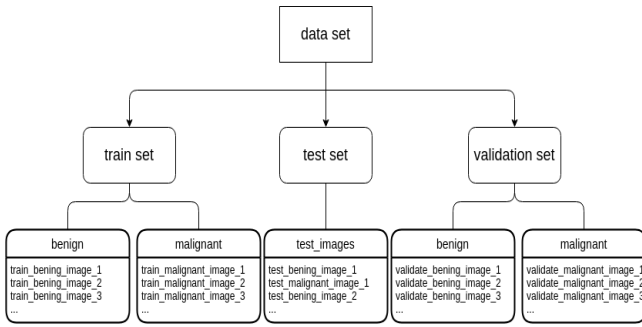 data set
train set
test set
validation set
benign
train_bening_image_1
train_bening_image_2
train_bening_image_3
...
malignant
train_malignant_image_1
train_malignant_image_2
train_malignant_image_3
...
test_images
test_bening_image_1
test_malignant_image_1
test_bening_image_2
...
benign
validate_bening_image_1
validate_bening_image_2
validate_bening_image_3
...
malignant
validate_malignant_image_1
validate_malignant_image_2
validate_malignant_image_3
...